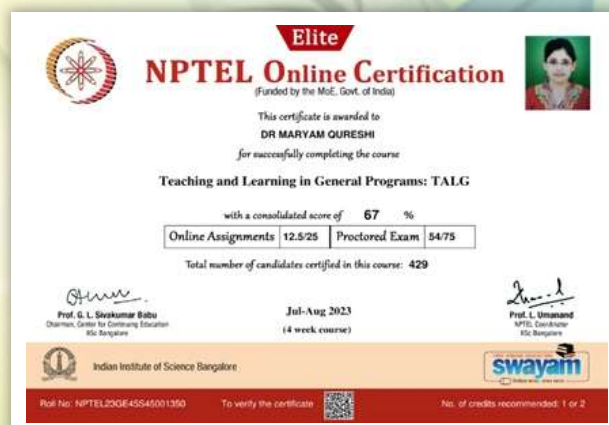 Elite
NPTEL Online Certification
(Funded by the MoE, Govt. of India)
This certificate is awarded to
DR MARYAM QURESHI
for successfully completing the course
Teaching and Learning in General Programs: TALG
with a consolidated score of 67 %
Online Assignments 12.5/25 Proctored Exam 54/75
Total number of candidates certified in this course: 429
Prof. G. L. Sivakumar Babu
Chairman, Center for Continuing Education
IISc Bangalore
Jul-Aug 2023
(4 week course)
Prof. L. Umanand
NPTEL Coordinator
IISc Bangalore
Indian Institute of Science Bangalore
swayam
Roll No: NPTEL23GE45S45001350 To verify the certificate No. of credits recommended: 1 or 2